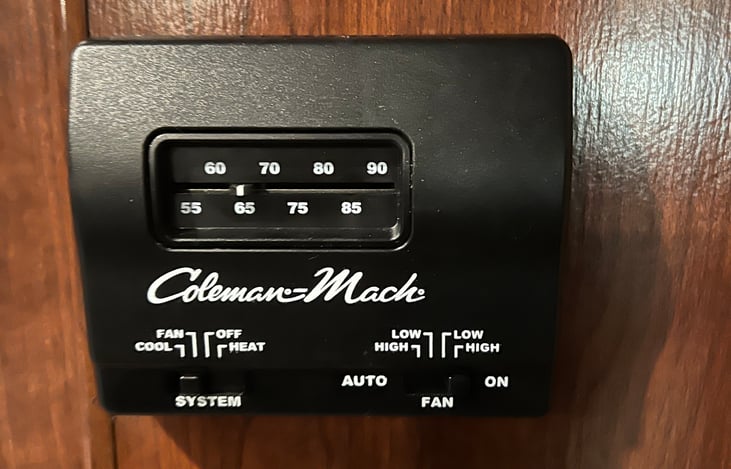 60 70 80 90
55 65 75 85
Coleman-Mach
FAN OFF LOW LOW
COOL HEAT HIGH HIGH
AUTO ON
SYSTEM FAN